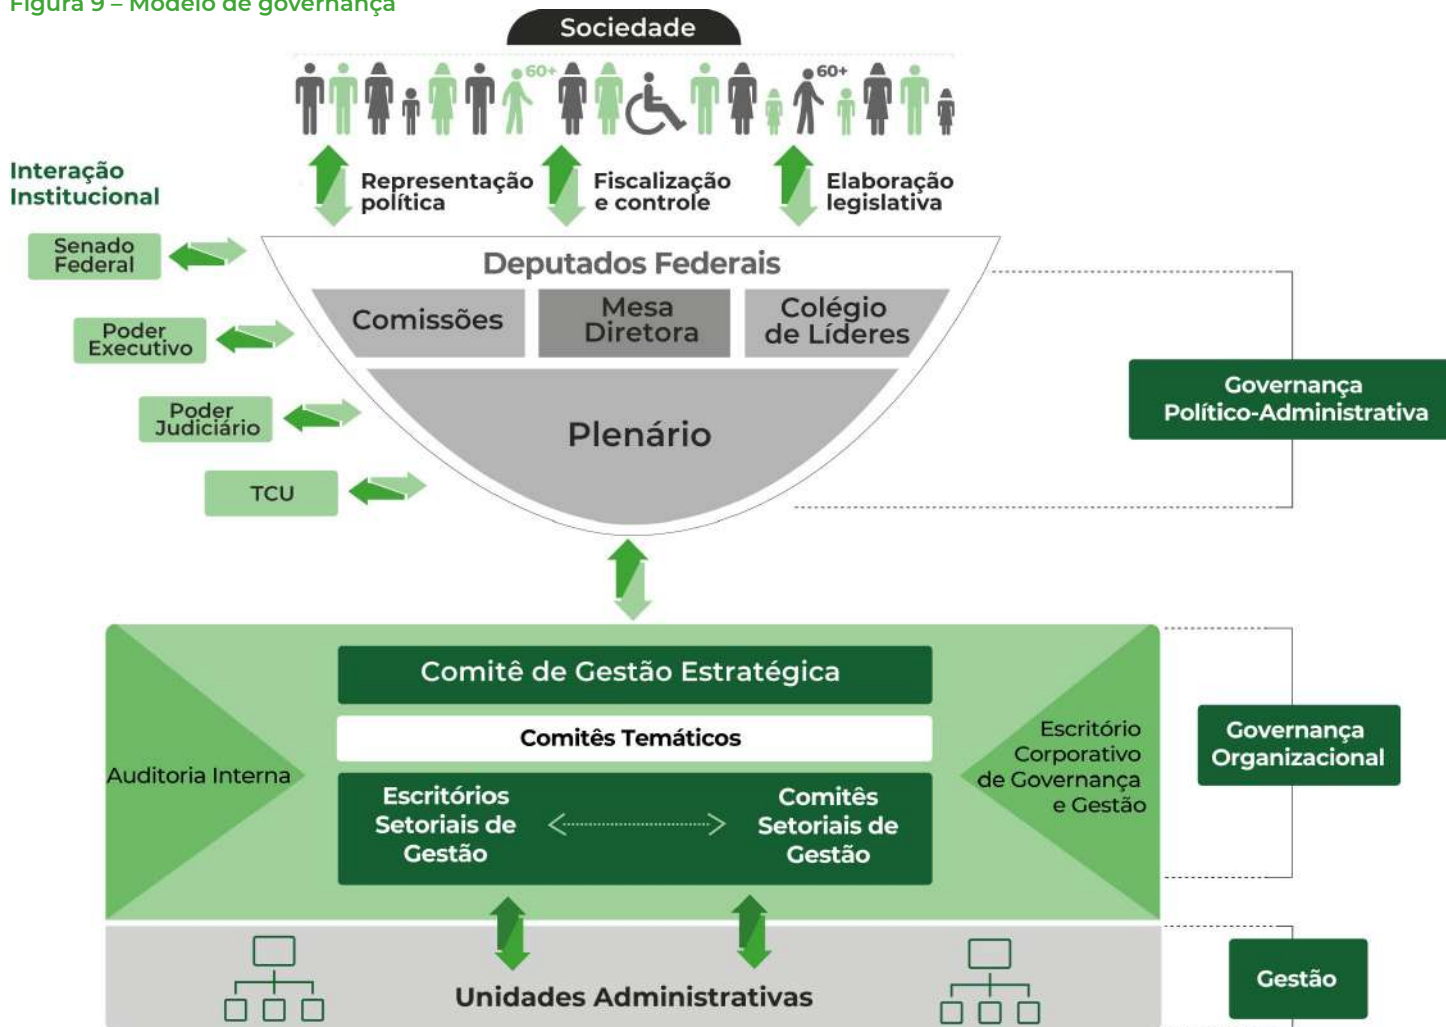 Figura 9 – Modelo de governança
Sociedade
60+
60+
Interação
Institucional
Representação
política
Fiscalização
e controle
Elaboração
legislativa
Senado
Federal
Poder
Executivo
Poder
Judiciário
TCU
Deputados Federais
Comissões
Mesa
Diretora
Colégio
de Líderes
Plenário
Governança
Político-Administrativa
Comitê de Gestão Estratégica
Comitês Temáticos
Auditoria Interna
Escritórios
Setoriais de
Gestão
Comitês
Setoriais de
Gestão
Escritório
Corporativo
de Governança
e Gestão
Governança
Organizacional
Unidades Administrativas
Gestão